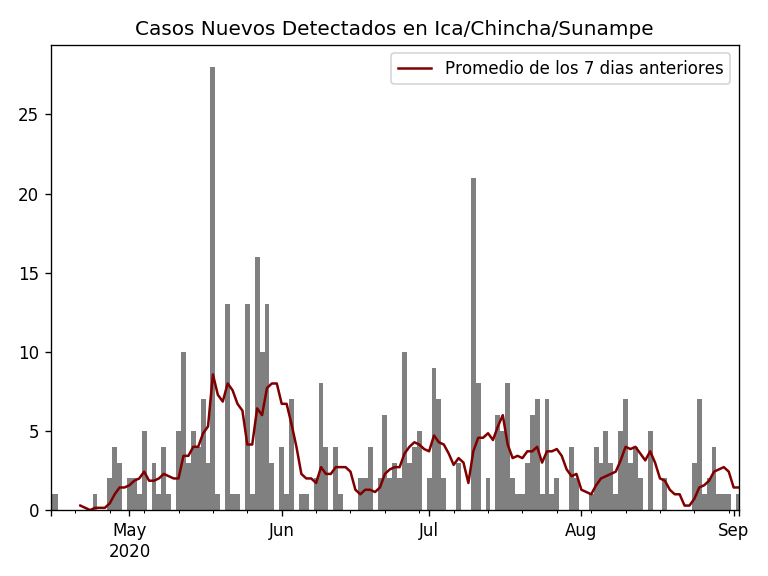 Casos Nuevos Detectados en Ica/Chincha/Sunampe
Promedio de los 7 dias anteriores
25
20
15
10
5
0
May Jun Jul Aug Sep
2020